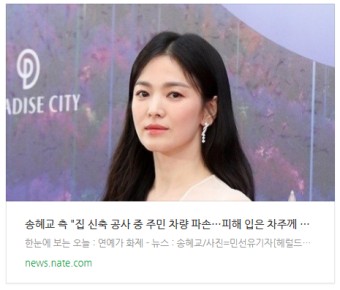 ADISE CITY
송혜교 측 "집 신축 공사 중 주민 차량 파손…피해 입은 차주께 …
한눈에 보는 오늘 : 연예가 화제 - 뉴스 : 송혜교/사진=민선유기자[헤럴드…
news.nate.com